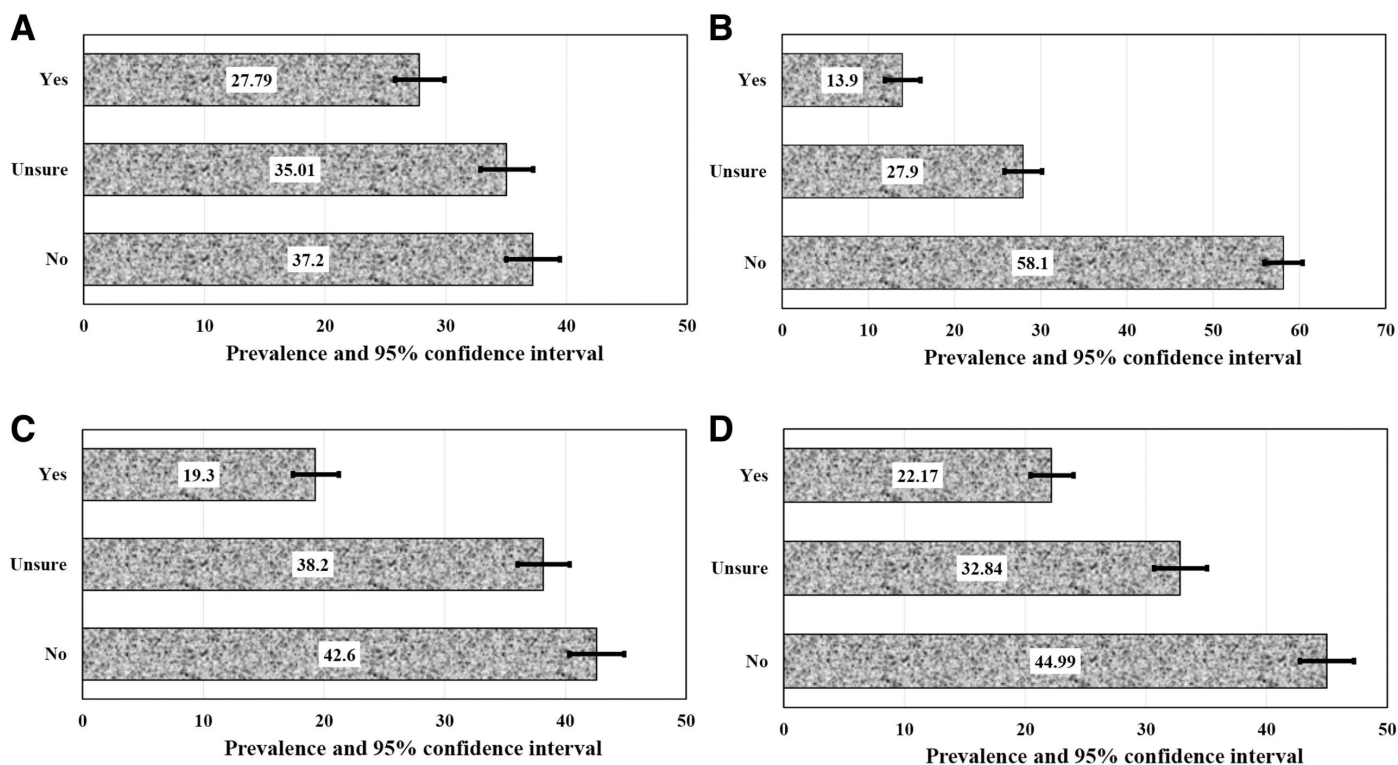 A
Yes
27.79
Unsure
35.01
No
37.2
0 10 20 30 40 50
Prevalence and 95% confidence interval
B
Yes
13.9
Unsure
27.9
No
58.1
0 10 20 30 40 50 60 70
Prevalence and 95% confidence interval
C
Yes
19.3
Unsure
38.2
No
42.6
0 10 20 30 40 50
Prevalence and 95% confidence interval
D
Yes
22.17
Unsure
32.84
No
44.99
0 10 20 30 40 50
Prevalence and 95% confidence interval